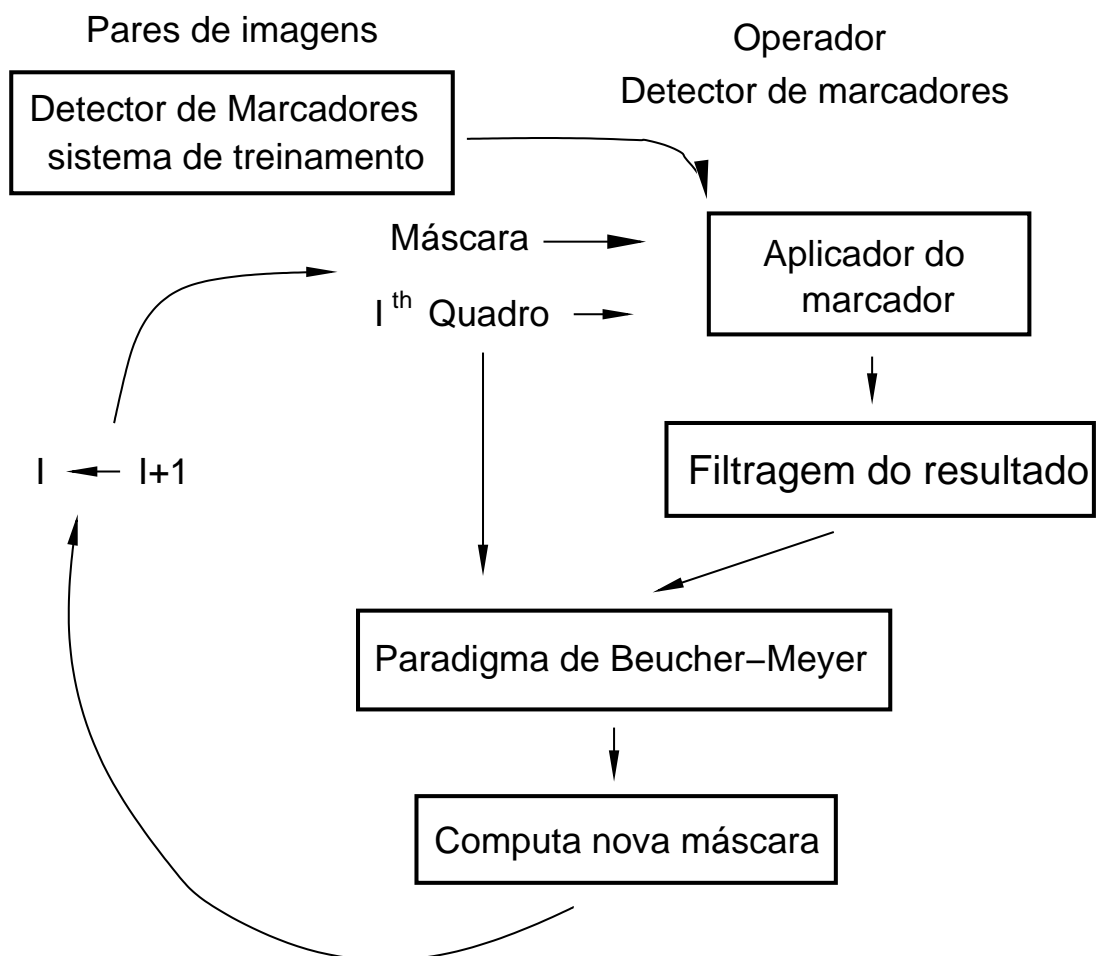 Pares de imagens
Operador
Detector de marcadores
Detector de Marcadores
sistema de treinamento
Máscara
I th Quadro
Aplicador do
marcador
I
I+1
Filtragem do resultado
Paradigma de Beucher−Meyer
Computa nova máscara